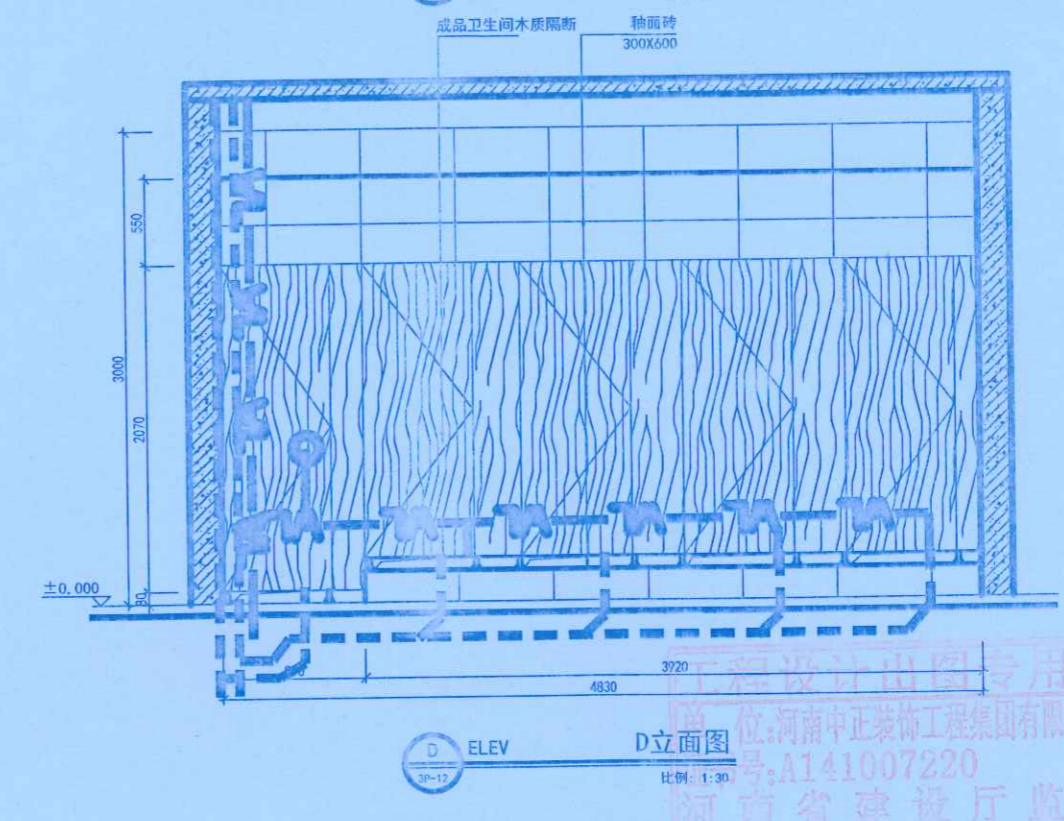 成品卫生间木质隔断
釉面砖
300X600
550
3000
2070
80
±0.000
3920
4830
D
3P-12
ELEV
D立面图
比例: 1:30
工程设计出图专用
单位:河南中正装饰工程集团有限
号:A141007220
河南省建设厅监